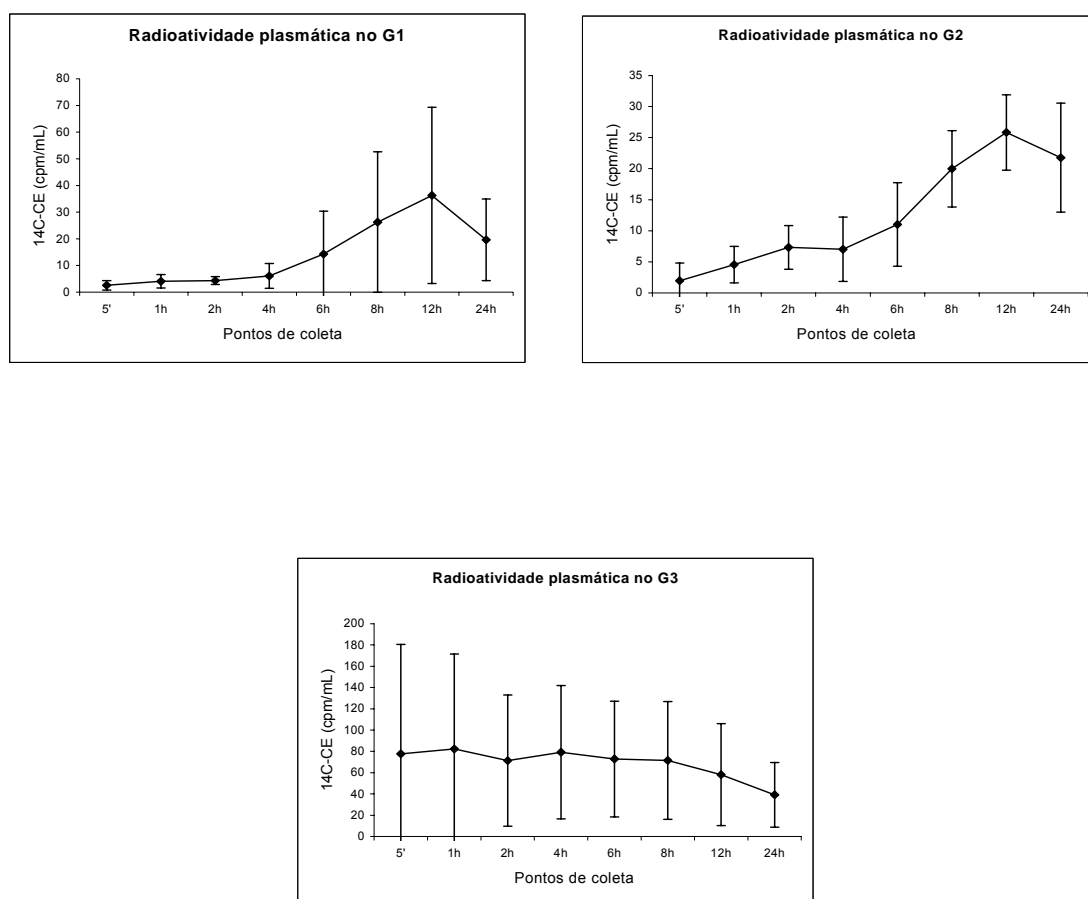 Radioatividade plasmática no G1
80
70
60
50
40
30
20
10
0
14C-CE (cpm/mL)
5' 1h 2h 4h 6h 8h 12h 24h
Pontos de coleta
Radioatividade plasmática no G2
35
30
25
20
15
10
5
0
14C-CE (cpm/mL)
5' 1h 2h 4h 6h 8h 12h 24h
Pontos de coleta
Radioatividade plasmática no G3
200
180
160
140
120
100
80
60
40
20
0
14C-CE (cpm/mL)
5' 1h 2h 4h 6h 8h 12h 24h
Pontos de coleta